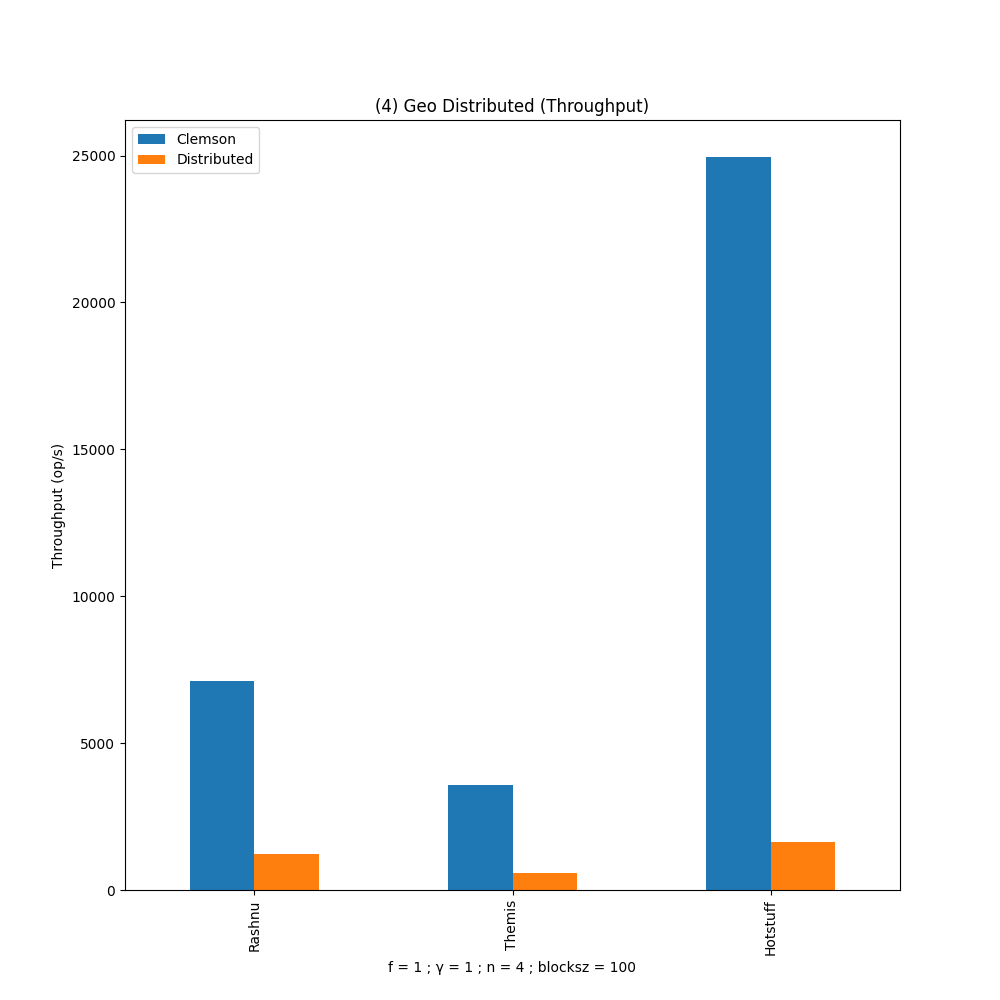 (4) Geo Distributed (Throughput)
Clemson
Distributed
Throughput (op/s)
25000
20000
15000
10000
5000
0
Rashnu
Themis
Hotstuff
f = 1 ; γ = 1 ; n = 4 ; blocksz = 100